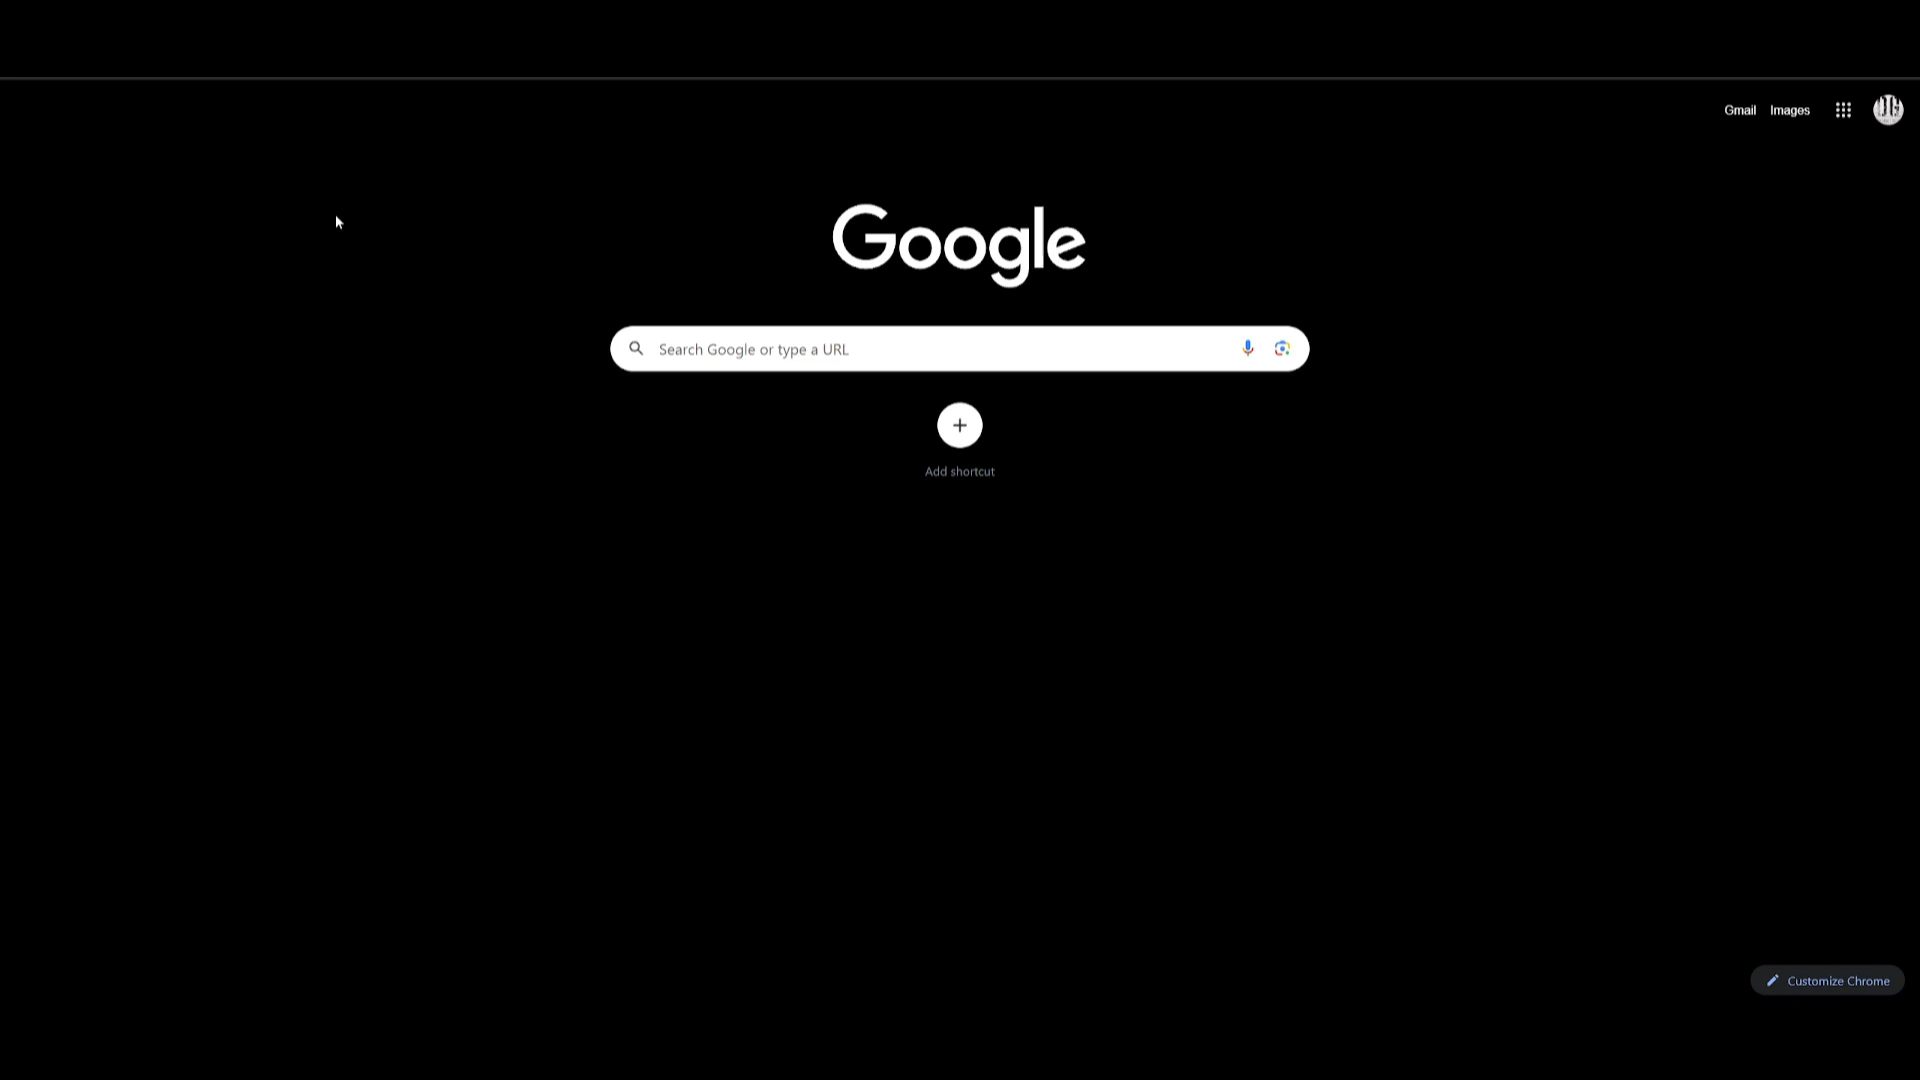 Gmail Images
Google
Search Google or type a URL
Add shortcut
Customize Chrome